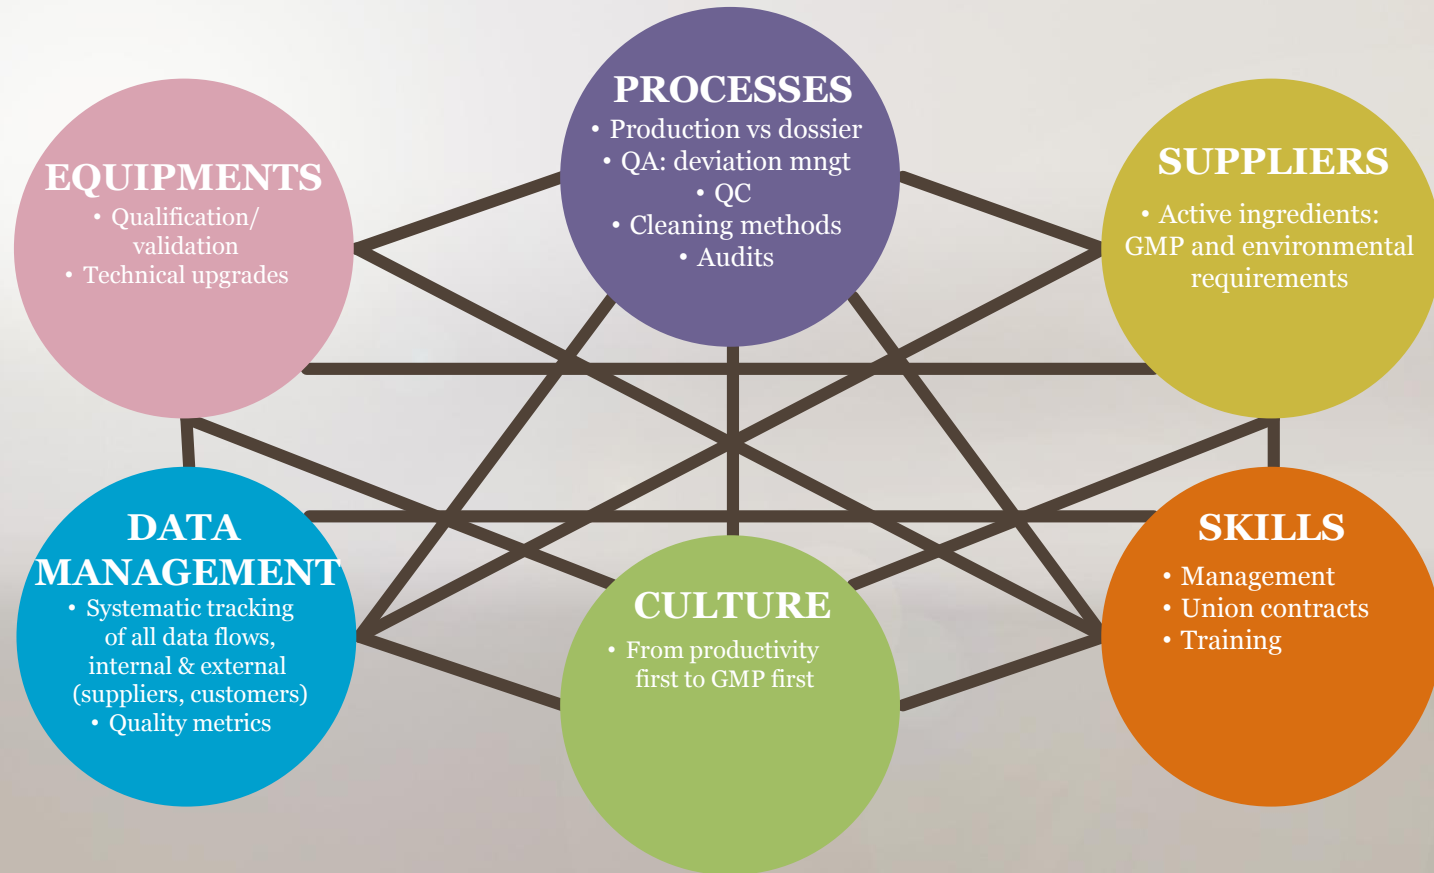 EQUIPMENTS
• Qualification/
validation
• Technical upgrades
PROCESSES
• Production vs dossier
• QA: deviation mngt
• QC
• Cleaning methods
• Audits
SUPPLIERS
• Active ingredients:
GMP and environmental
requirements
DATA
MANAGEMENT
• Systematic tracking
of all data flows,
internal & external
(suppliers, customers)
• Quality metrics
CULTURE
• From productivity
first to GMP first
SKILLS
• Management
• Union contracts
• Training